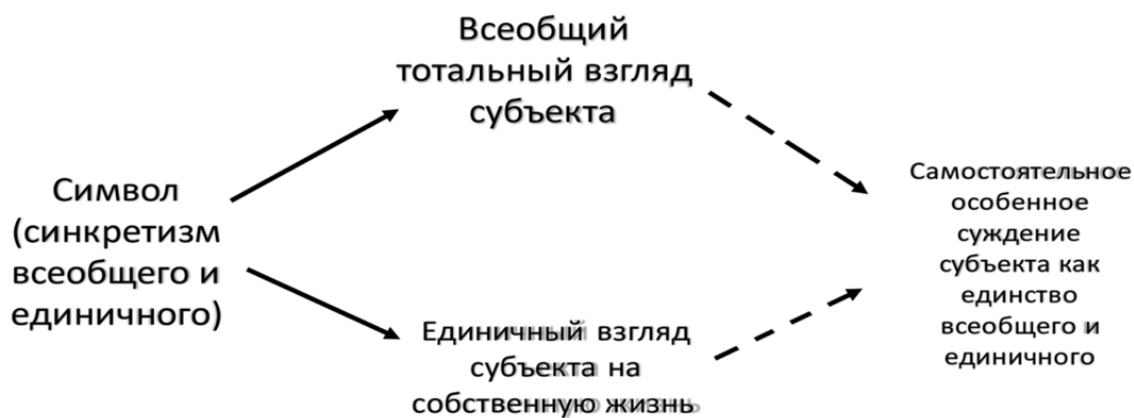 Всеобщий
тотальный взгляд
субъекта
Символ
(синкретизм
всеобщего и
единичного)
Единичный взгляд
субъекта на
собственную жизнь
Самостоятельное
особенное
суждение
субъекта как
единство
всеобщего и
единичного